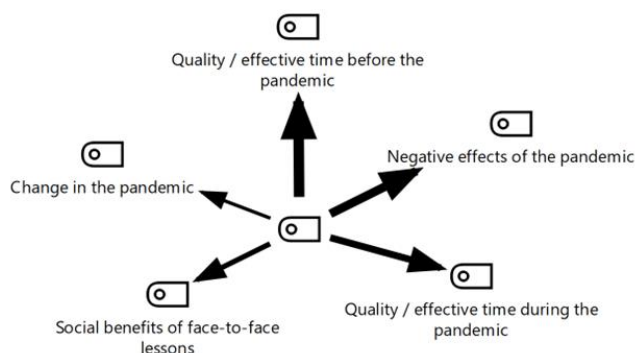 Quality / effective time before the
pandemic
Negative effects of the pandemic
Change in the pandemic
Quality / effective time during the
pandemic
Social benefits of face-to-face
lessons